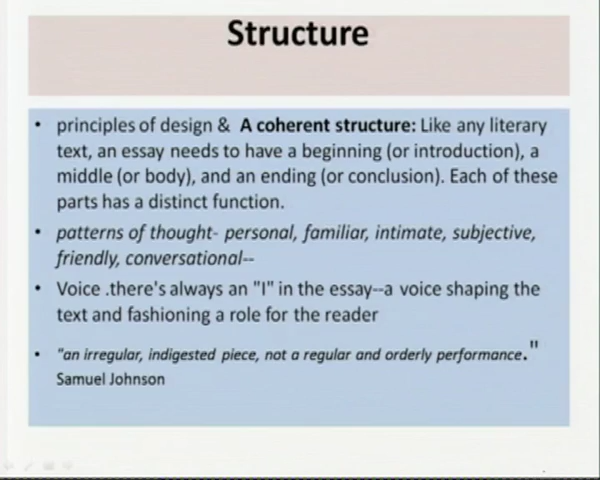 Structure
• principles of design & A coherent structure: Like any literary
text, an essay needs to have a beginning (or introduction), a
middle (or body), and an ending (or conclusion). Each of these
parts has a distinct function.
• patterns of thought- personal, familiar, intimate, subjective,
friendly, conversational--
• Voice .there's always an "I" in the essay--a voice shaping the
text and fashioning a role for the reader
• "an irregular, indigested piece, not a regular and orderly performance."
Samuel Johnson